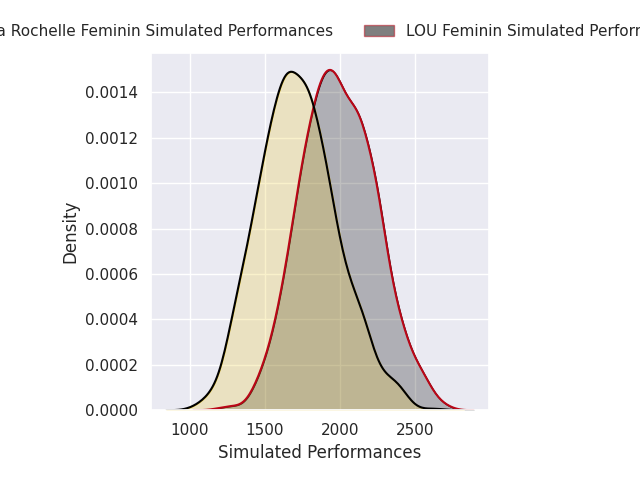 a Rochelle Feminin Simulated Performances
LOU Feminin Simulated Perfor
0.0014
0.0012
0.0010
0.0008
0.0006
0.0004
0.0002
0.0000
Density
1000 1500 2000 2500
Simulated Performances